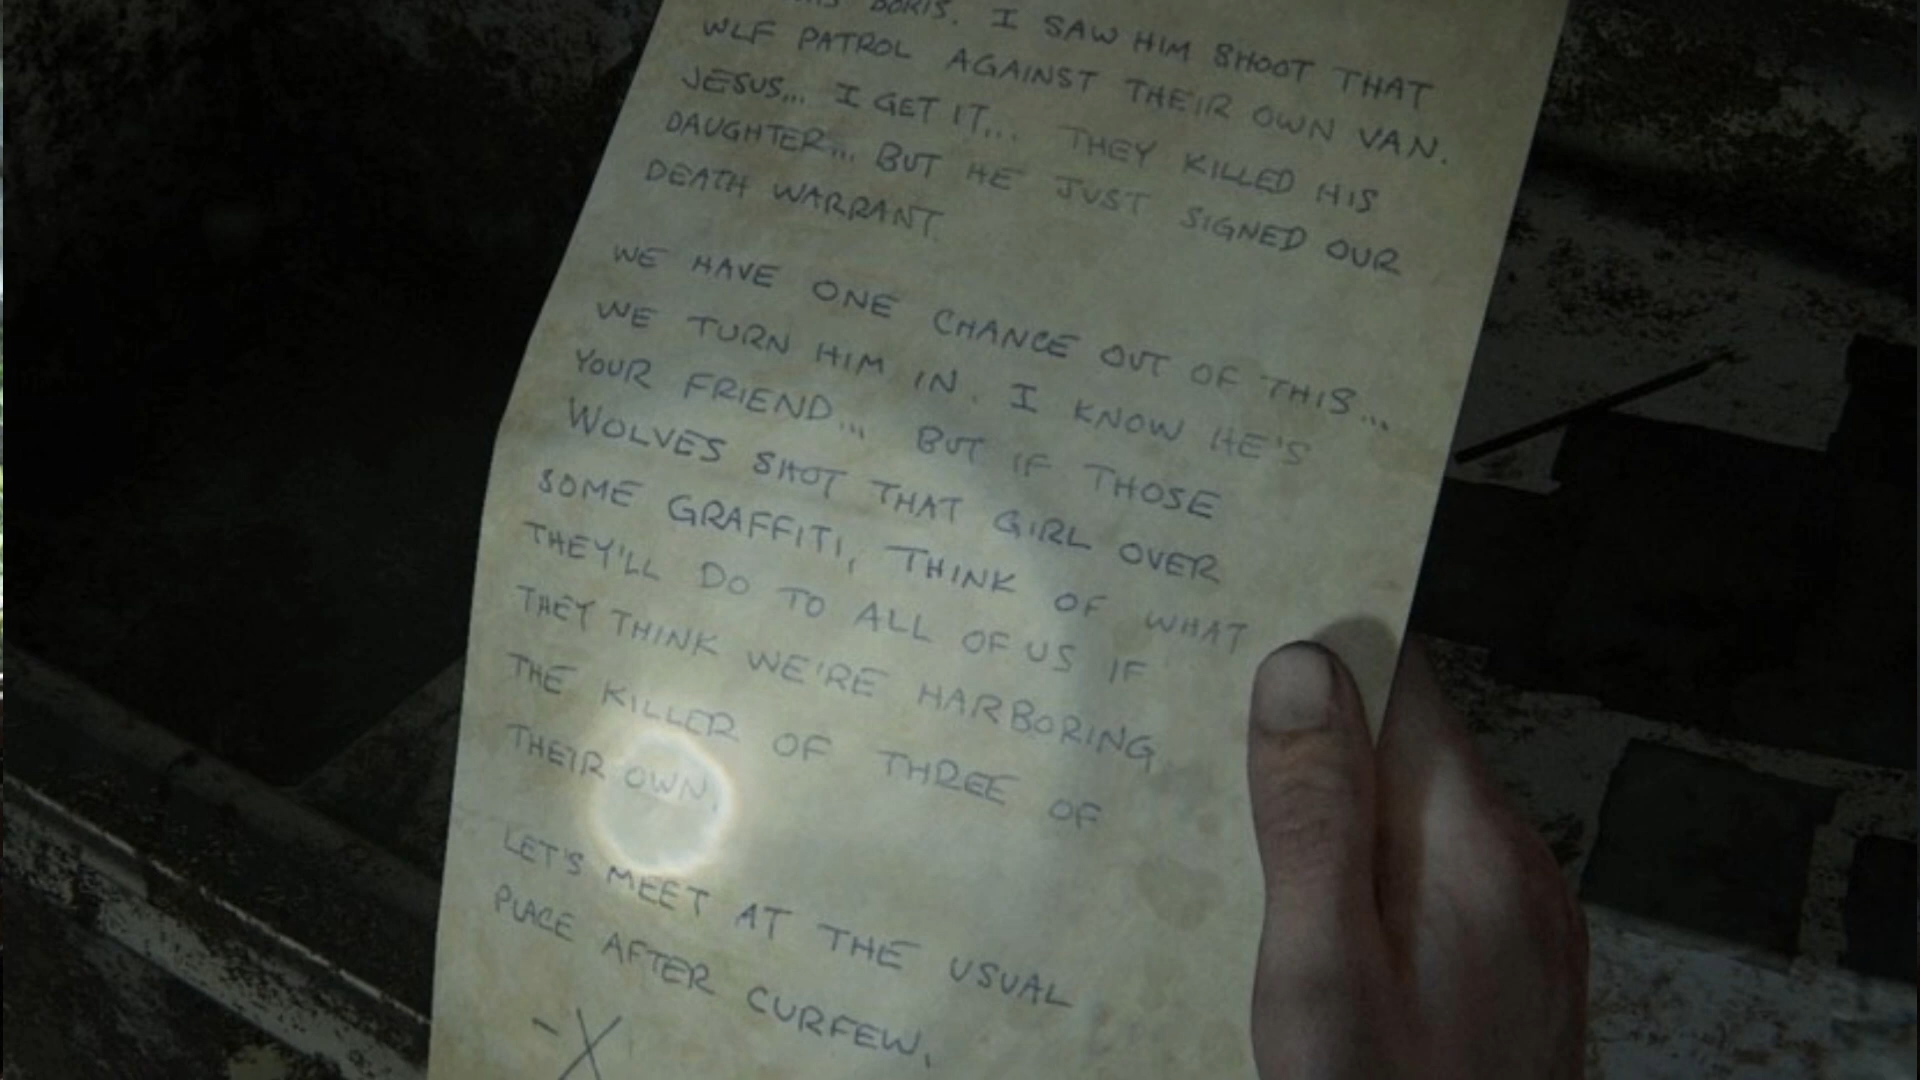 BORIS. I SAW HIM SHOOT THAT
WLF PATROL AGAINST THEIR OWN VAN.
JESUS... I GET IT... THEY KILLED HIS
DAUGHTER... BUT HE JUST SIGNED OUR
DEATH WARRANT.
WE HAVE ONE CHANCE OUT OF THIS...
WE TURN HIM IN. I KNOW HE'S
YOUR FRIEND... BUT IF THOSE
WOLVES SHOT THAT GIRL OVER
SOME GRAFFITI, THINK OF WHAT
THEY'LL DO TO ALL OF US IF
THEY THINK WE'RE HARBORING
THE KILLER OF THREE OF
THEIR OWN.
LET'S MEET AT THE USUAL
PLACE AFTER CURFEW.
-X